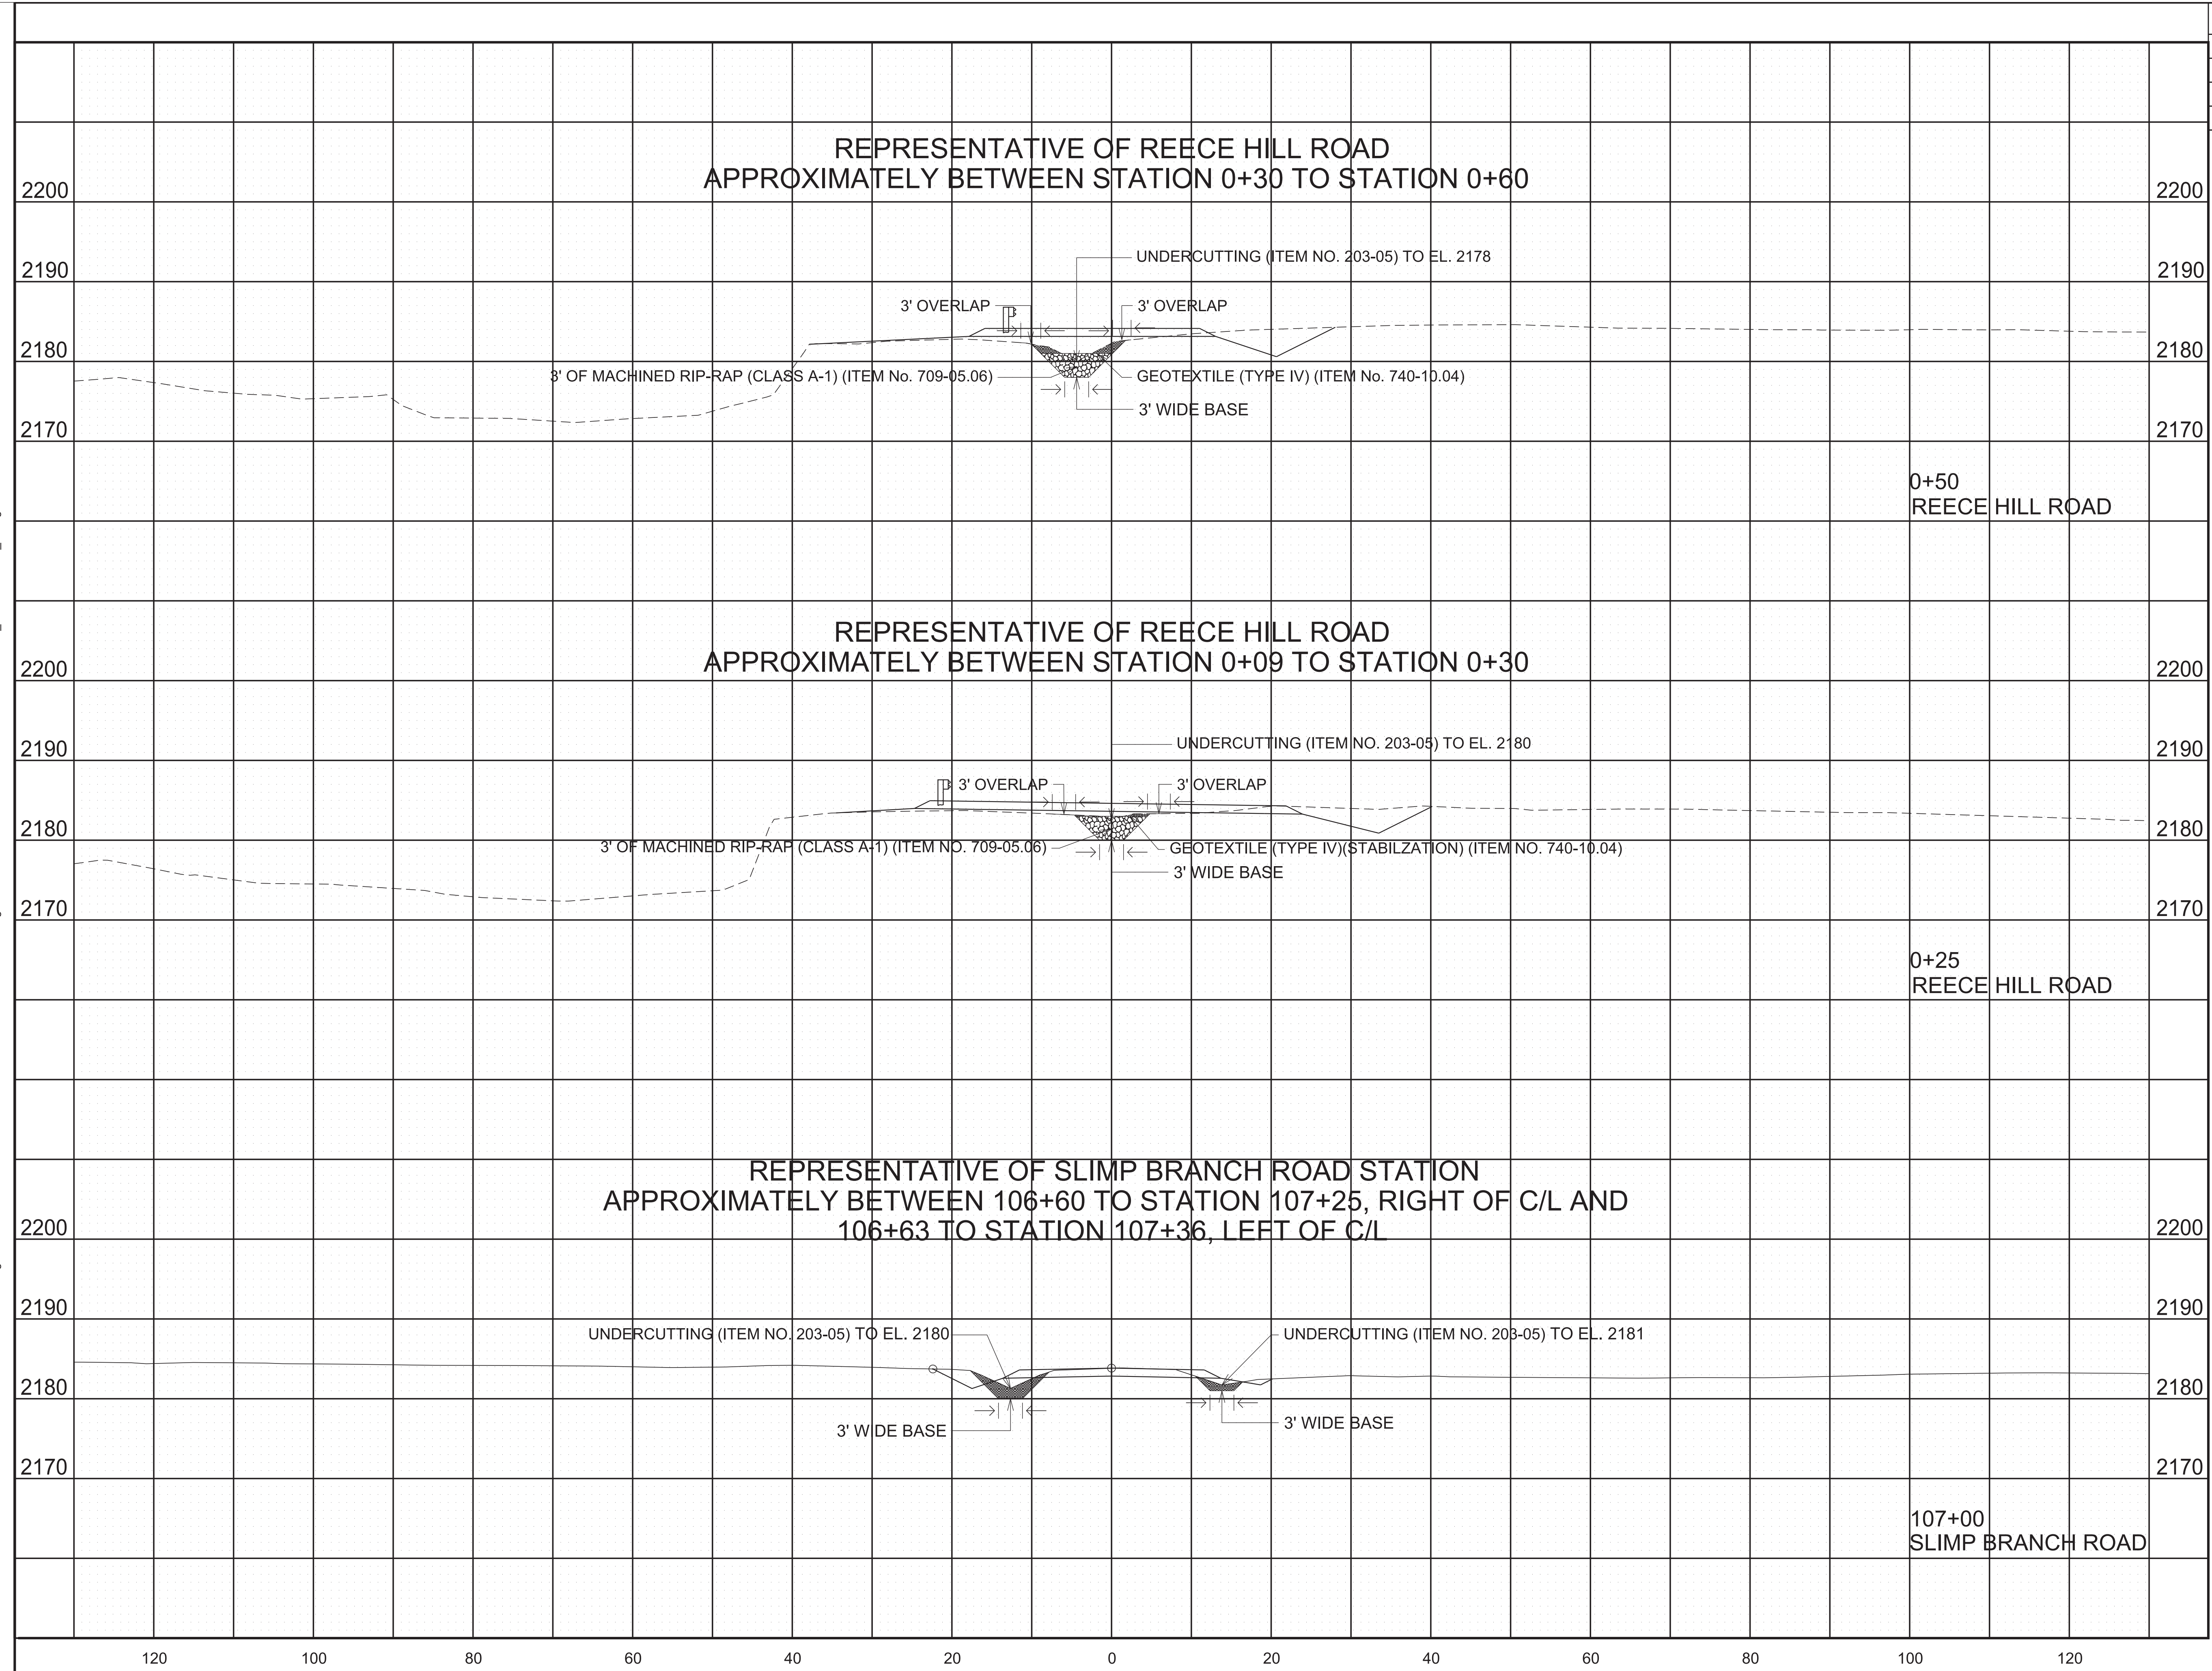 REPRESENTATIVE OF REECE HILL ROAD
APPROXIMATELY BETWEEN STATION 0+30 TO STATION 0+60
2200 2200
UNDERCUTTING (ITEM NO. 203-05) TO EL. 2178
2190 2190
3' OVERLAP 3' OVERLAP
2180 2180
3' OF MACHINED RIP-RAP (CLASS A-1) (ITEM No. 709-05.06) GEOTEXTILE (TYPE IV) (ITEM No. 740-10.04)
3' WIDE BASE
2170 2170
0+50
REECE HILL ROAD
REPRESENTATIVE OF REECE HILL ROAD
APPROXIMATELY BETWEEN STATION 0+09 TO STATION 0+30
2200 2200
UNDERCUTTING (ITEM NO. 203-05) TO EL. 2180
2190 2190
3' OVERLAP 3' OVERLAP
2180 2180
3' OF MACHINED RIP-RAP (CLASS A-1) (ITEM NO. 709-05.06) GEOTEXTILE (TYPE IV)(STABILZATION) (ITEM NO. 740-10.04)
3' WIDE BASE
2170 2170
0+25
REECE HILL ROAD
REPRESENTATIVE OF SLIMP BRANCH ROAD STATION
APPROXIMATELY BETWEEN 106+60 TO STATION 107+25, RIGHT OF C/L AND
106+63 TO STATION 107+36, LEFT OF C/L
2200 2200
2190 2190
UNDERCUTTING (ITEM NO. 203-05) TO EL. 2180 UNDERCUTTING (ITEM NO. 203-05) TO EL. 2181
2180 2180
3' WIDE BASE 3' WIDE BASE
2170 2170
107+00
SLIMP BRANCH ROAD
120 100 80 60 40 20 0 20 40 60 80 100 120